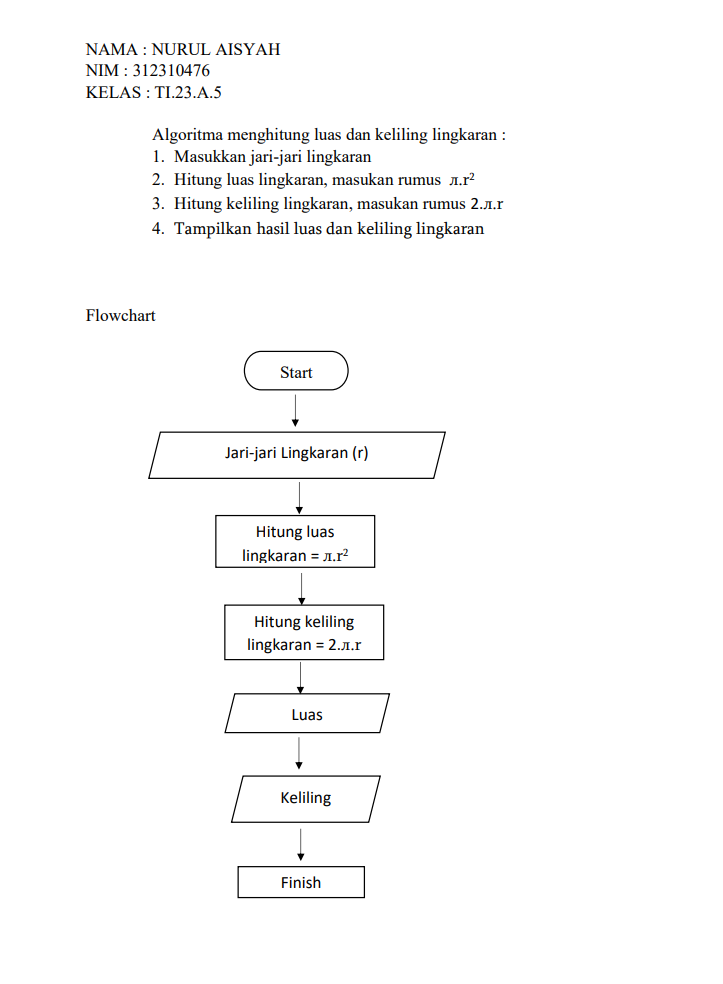 NAMA : NURUL AISYAH
NIM : 312310476
KELAS : TI.23.A.5
Algoritma menghitung luas dan keliling lingkaran :
1. Masukkan jari-jari lingkaran
2. Hitung luas lingkaran, masukan rumus л.r²
3. Hitung keliling lingkaran, masukan rumus 2.л.r
4. Tampilkan hasil luas dan keliling lingkaran
Flowchart
Start
Jari-jari Lingkaran (r)
Hitung luas
lingkaran = л.r²
Hitung keliling
lingkaran = 2.л.r
Luas
Keliling
Finish